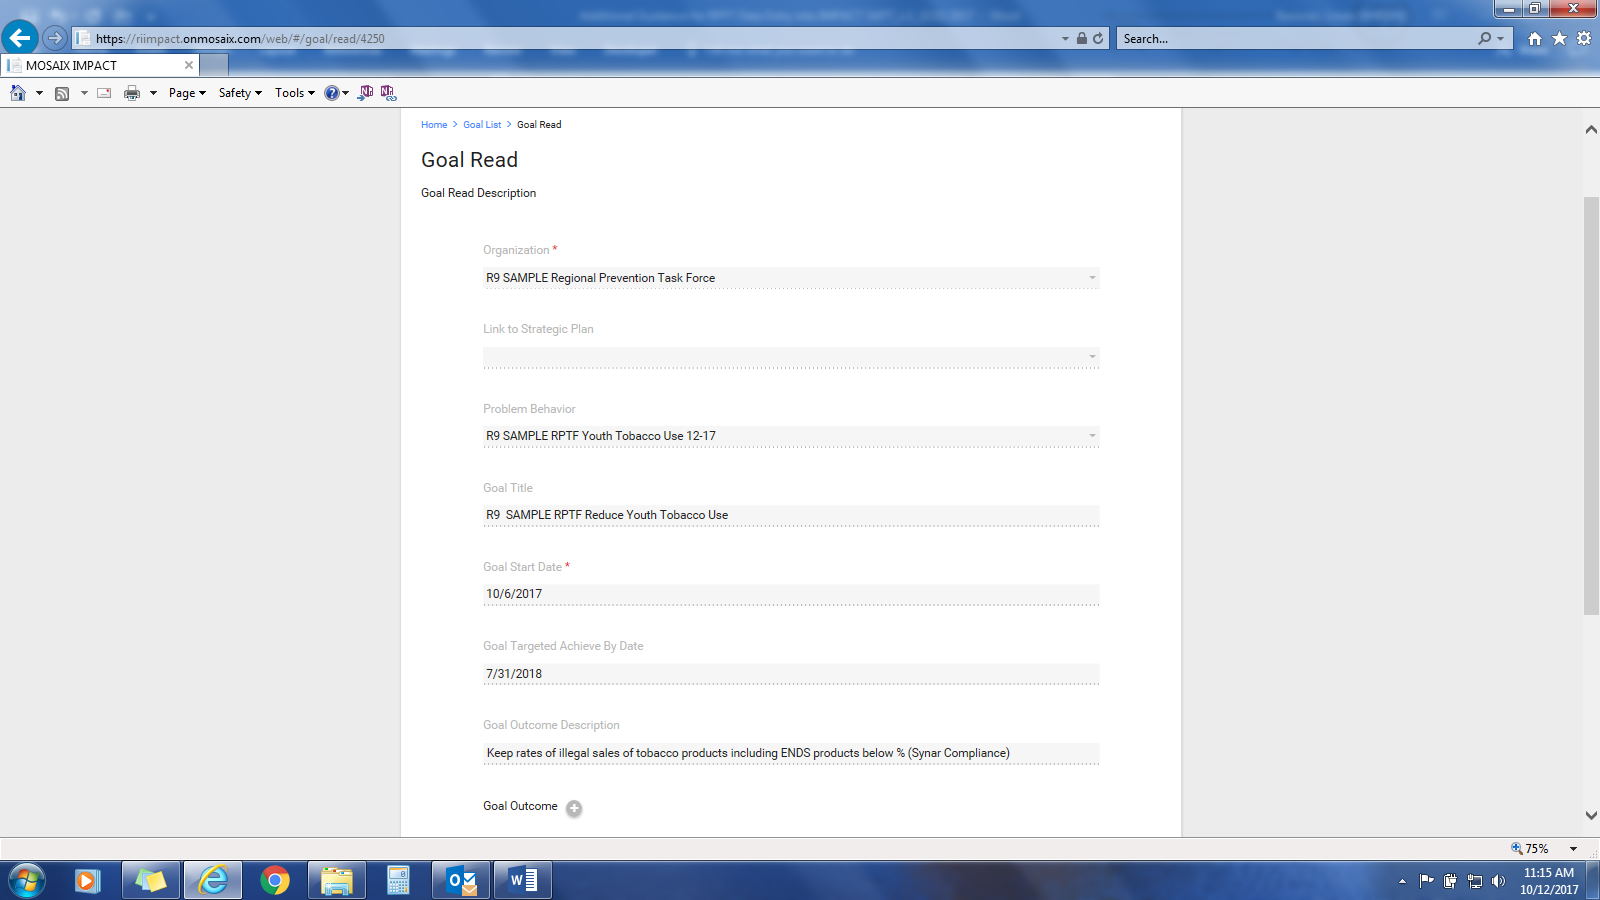 https://riimpact.onmosaix.com/web/#/goal/read/4250
Search...
MOSAIX IMPACT
Page
Safety
Tools
Home > Goal List > Goal Read
Goal Read
Goal Read Description
Organization *
R9 SAMPLE Regional Prevention Task Force
Link to Strategic Plan
Problem Behavior
R9 SAMPLE RPTF Youth Tobacco Use 12-17
Goal Title
R9  SAMPLE RPTF Reduce Youth Tobacco Use
Goal Start Date *
10/6/2017
Goal Targeted Achieve By Date
7/31/2018
Goal Outcome Description
Keep rates of illegal sales of tobacco products including ENDS products below % (Synar Compliance)
Goal Outcome
75%
11:15 AM
10/12/2017